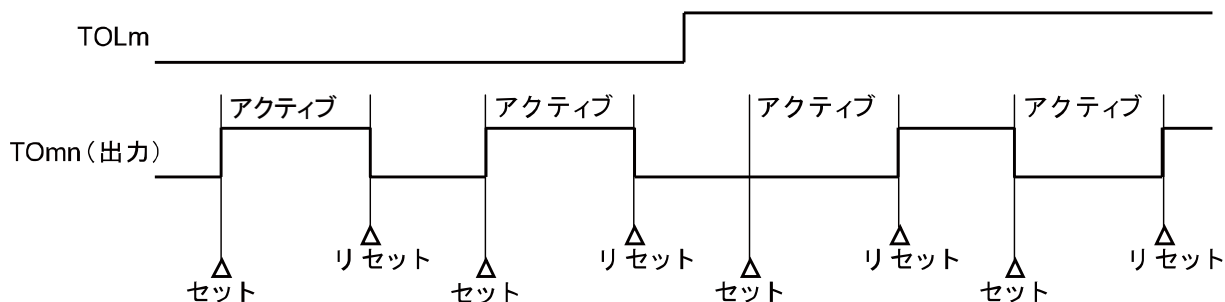 TOLm
アクティブ アクティブ アクティブ アクティブ
TOmn（出力）
リセット リセット リセット リセット
セット セット セット セット